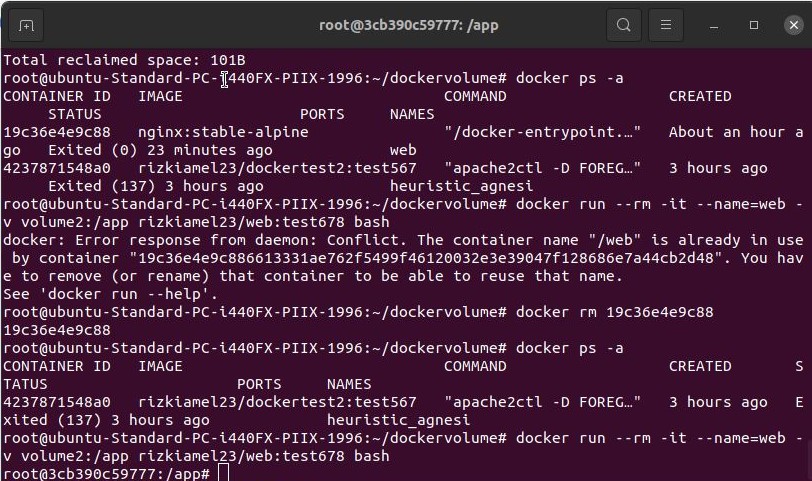 root@3cb390c59777: /app
Total reclaimed space: 101B
root@ubuntu-Standard-PC-i440FX-PIIX-1996:~/dockervolume# docker ps -a
CONTAINER ID   IMAGE                             COMMAND                  CREATED
     STATUS                      PORTS     NAMES
19c36e4e9c88   nginx:stable-alpine               "/docker-entrypoint.…"   About an hour a
go   Exited (0) 23 minutes ago             web
4237871548a0   rizkiamel23/dockertest2:test567   "apache2ctl -D FOREG…"   3 hours ago
     Exited (137) 3 hours ago              heuristic_agnesi
root@ubuntu-Standard-PC-i440FX-PIIX-1996:~/dockervolume# docker run --rm -it --name=web -
v volume2:/app rizkiamel23/web:test678 bash
docker: Error response from daemon: Conflict. The container name "/web" is already in use
 by container "19c36e4e9c886613331ae762f5499f46120032e3e39047f128686e7a44cb2d48". You hav
e to remove (or rename) that container to be able to reuse that name.
See 'docker run --help'.
root@ubuntu-Standard-PC-i440FX-PIIX-1996:~/dockervolume# docker rm 19c36e4e9c88
19c36e4e9c88
root@ubuntu-Standard-PC-i440FX-PIIX-1996:~/dockervolume# docker ps -a
CONTAINER ID   IMAGE                             COMMAND                  CREATED       S
TATUS                     PORTS     NAMES
4237871548a0   rizkiamel23/dockertest2:test567   "apache2ctl -D FOREG…"   3 hours ago   E
xited (137) 3 hours ago             heuristic_agnesi
root@ubuntu-Standard-PC-i440FX-PIIX-1996:~/dockervolume# docker run --rm -it --name=web -
v volume2:/app rizkiamel23/web:test678 bash
root@3cb390c59777:/app#